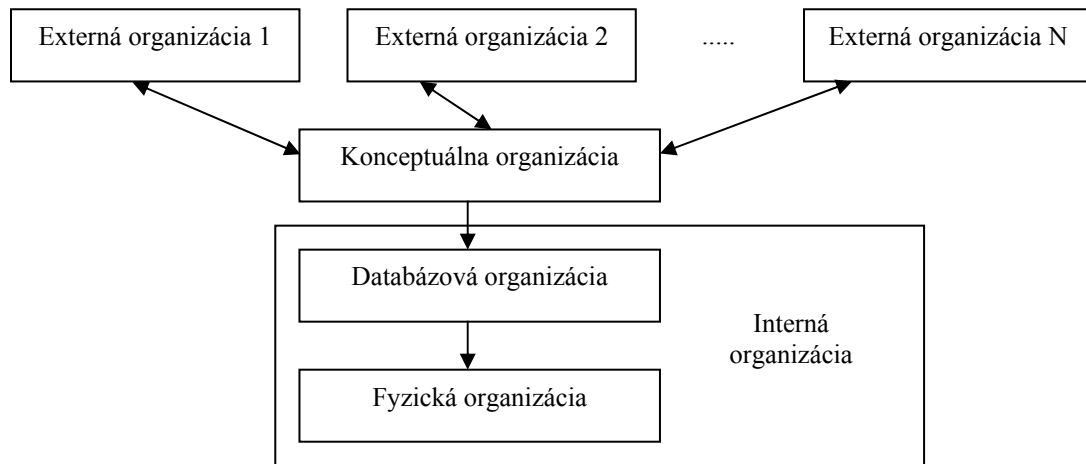 Externá organizácia 1
Externá organizácia 2
.....
Externá organizácia N
Konceptuálna organizácia
Databázová organizácia
Interná
organizácia
Fyzická organizácia